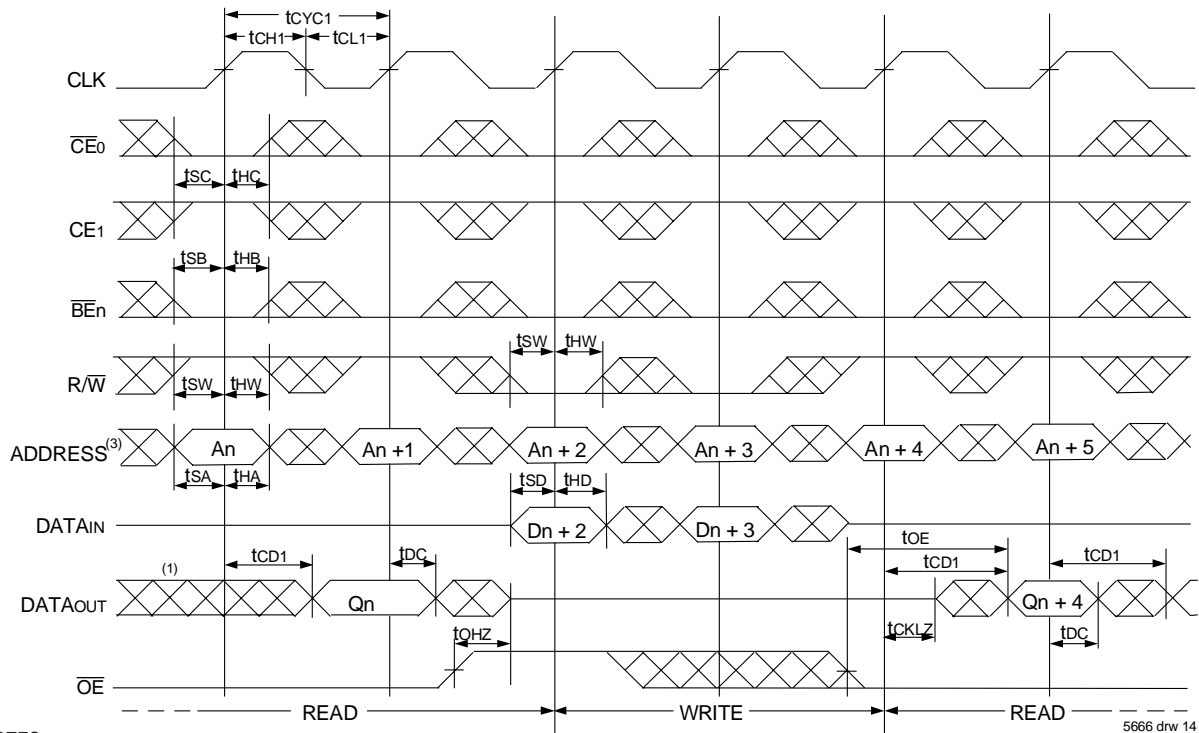 tCYC1
tCH1 tCL1
CLK
CE0
tSC tHC
CE1
tSB tHB
BEn
tSW tHW
R/W
tSW tHW
ADDRESS(3) An An +1 An + 2 An + 3 An + 4 An + 5
tSA tHA tSD tHD
DATAIN Dn + 2 Dn + 3
tOE
(1) tCD1 tDC tCD1 tCD1
DATAOUT Qn Qn + 4
tOHZ tCKLZ tDC
OE
READ WRITE READ
5666 drw 14